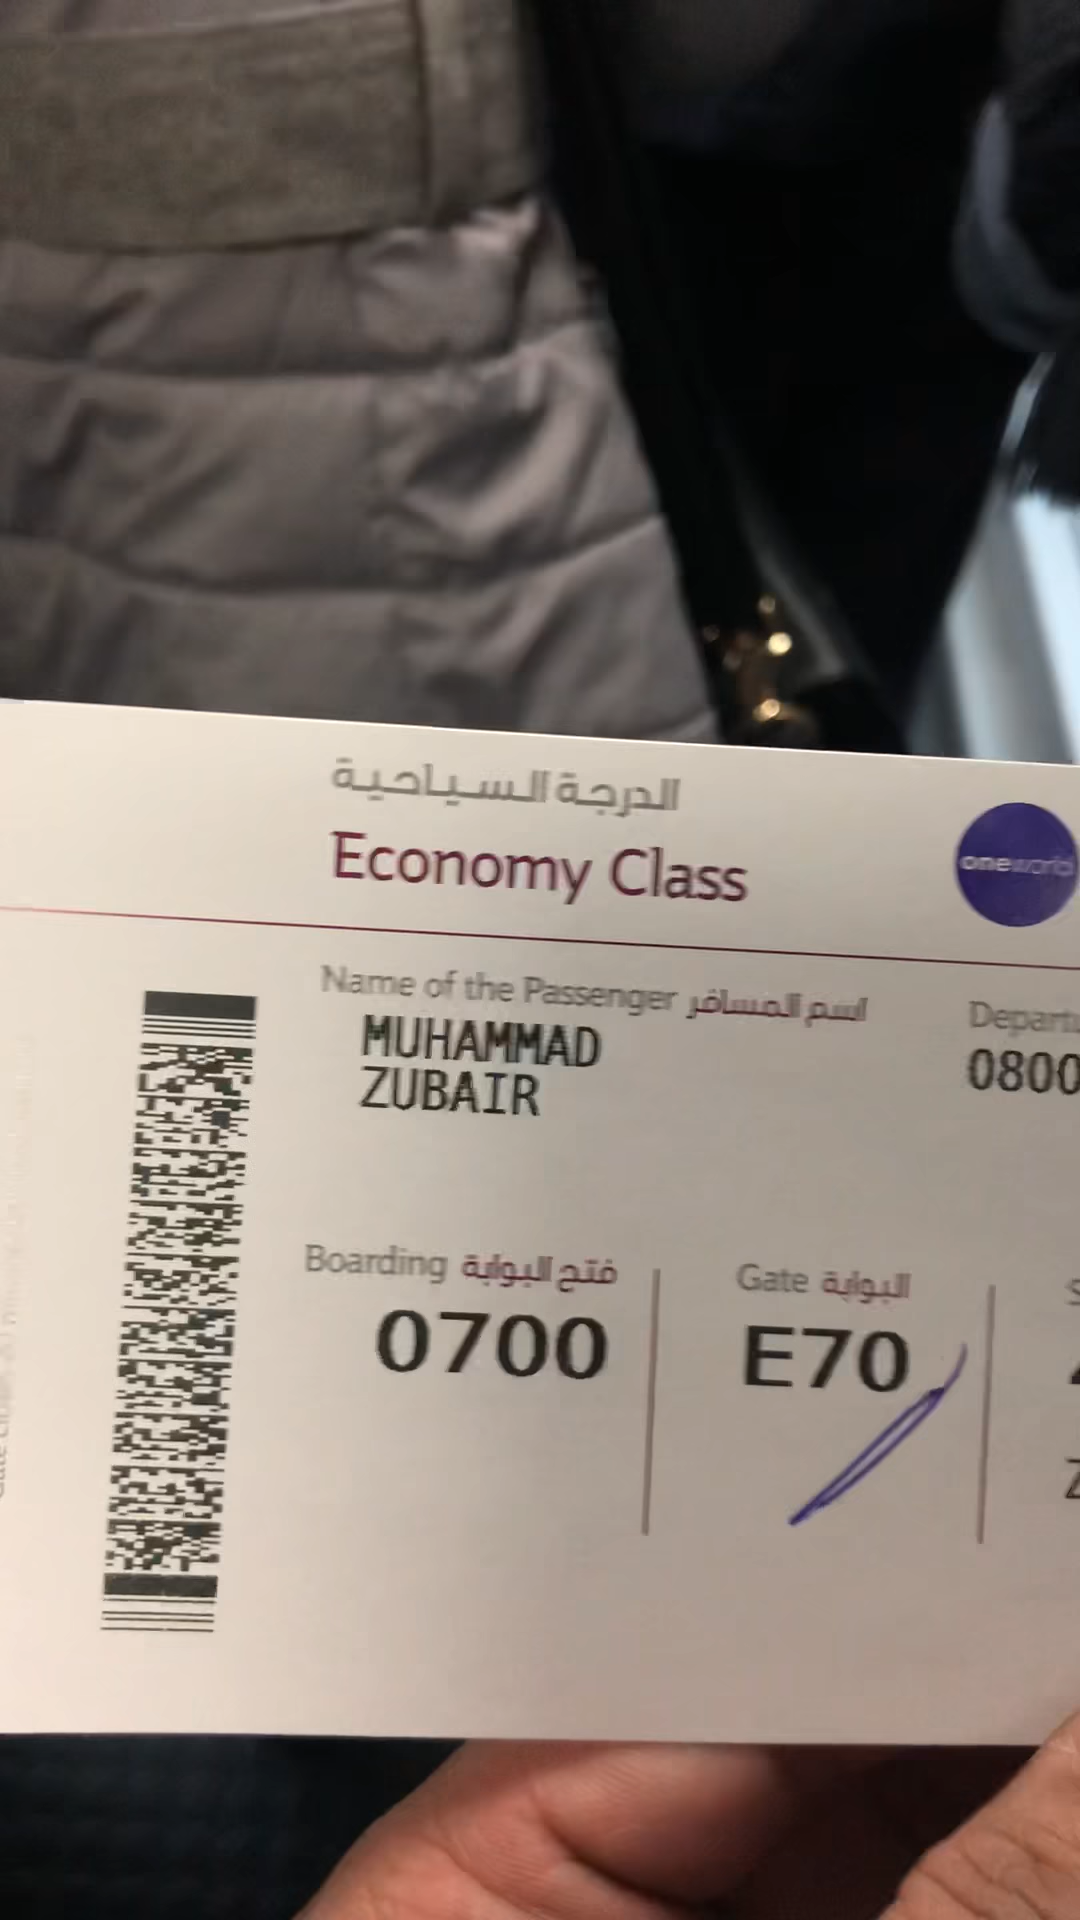 الدرجة السياحية
Economy Class
oneworld
Name of the Passenger اسم المسافر
MUHAMMAD
ZUBAIR
0800
Boarding فتح البوابة
0700
Gate البوابة
E70